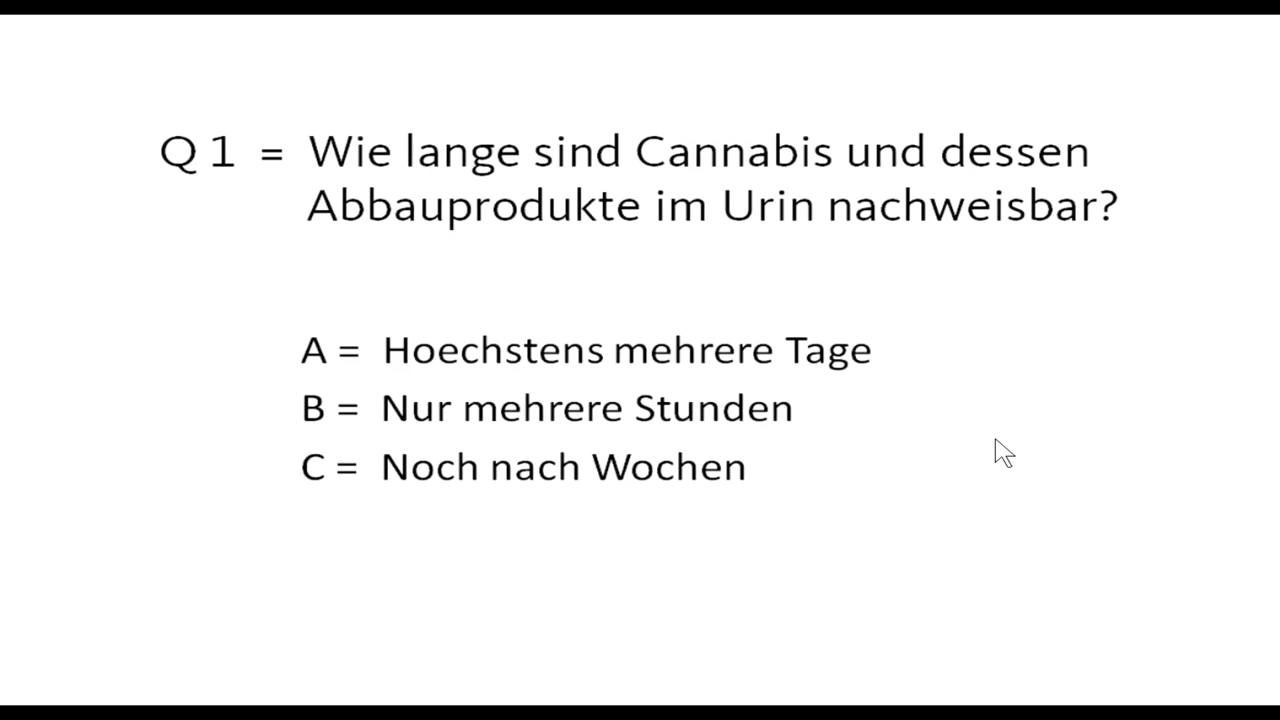 Q 1 = Wie lange sind Cannabis und dessen
Abbauprodukte im Urin nachweisbar?
A = Hoechstens mehrere Tage
B = Nur mehrere Stunden
C = Noch nach Wochen